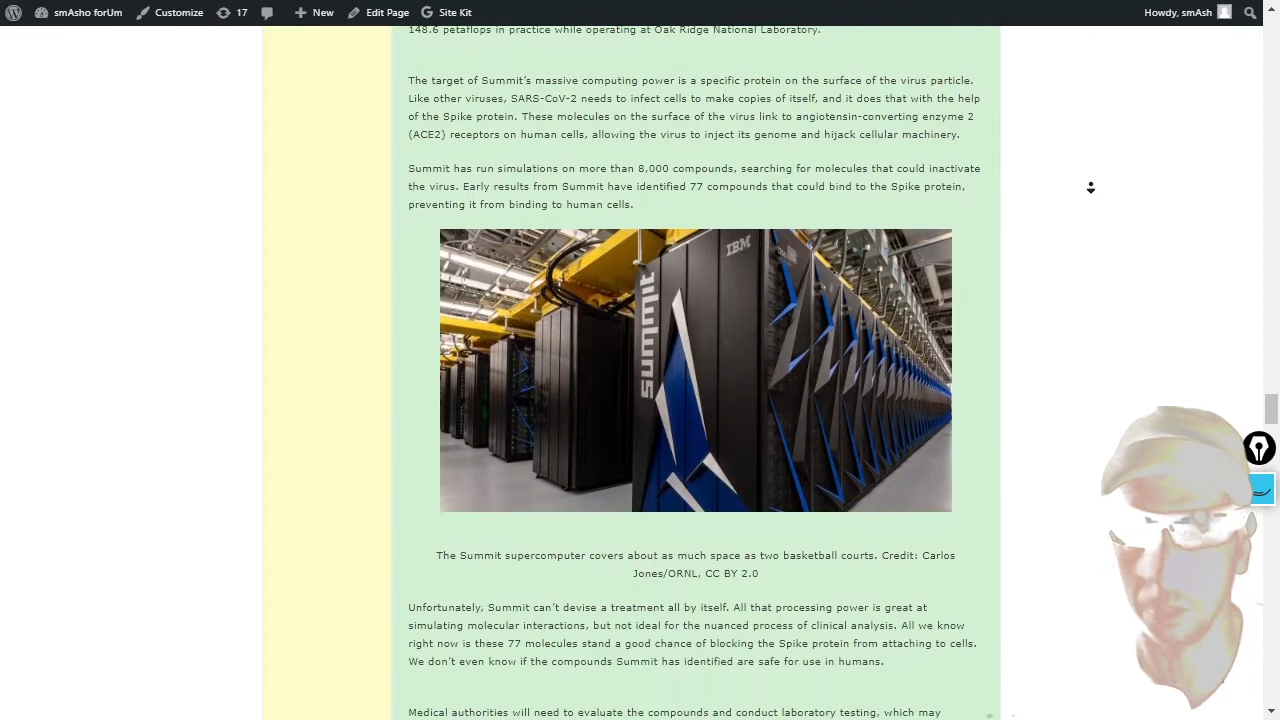 smAsho forUm Customize 17 New Edit Page Site Kit Howdy, smAsh
148.6 petaflops in practice while operating at Oak Ridge National Laboratory.
The target of Summit’s massive computing power is a specific protein on the surface of the virus particle.
Like other viruses, SARS-CoV-2 needs to infect cells to make copies of itself, and it does that with the help
of the Spike protein. These molecules on the surface of the virus link to angiotensin-converting enzyme 2
(ACE2) receptors on human cells, allowing the virus to inject its genome and hijack cellular machinery.
Summit has run simulations on more than 8,000 compounds, searching for molecules that could inactivate
the virus. Early results from Summit have identified 77 compounds that could bind to the Spike protein,
preventing it from binding to human cells.
IBM
summit
The Summit supercomputer covers about as much space as two basketball courts. Credit: Carlos
Jones/ORNL, CC BY 2.0
Unfortunately, Summit can’t devise a treatment all by itself. All that processing power is great at
simulating molecular interactions, but not ideal for the nuanced process of clinical analysis. All we know
right now is these 77 molecules stand a good chance of blocking the Spike protein from attaching to cells.
We don’t even know if the compounds Summit has identified are safe for use in humans.
Medical authorities will need to evaluate the compounds and conduct laboratory testing, which may